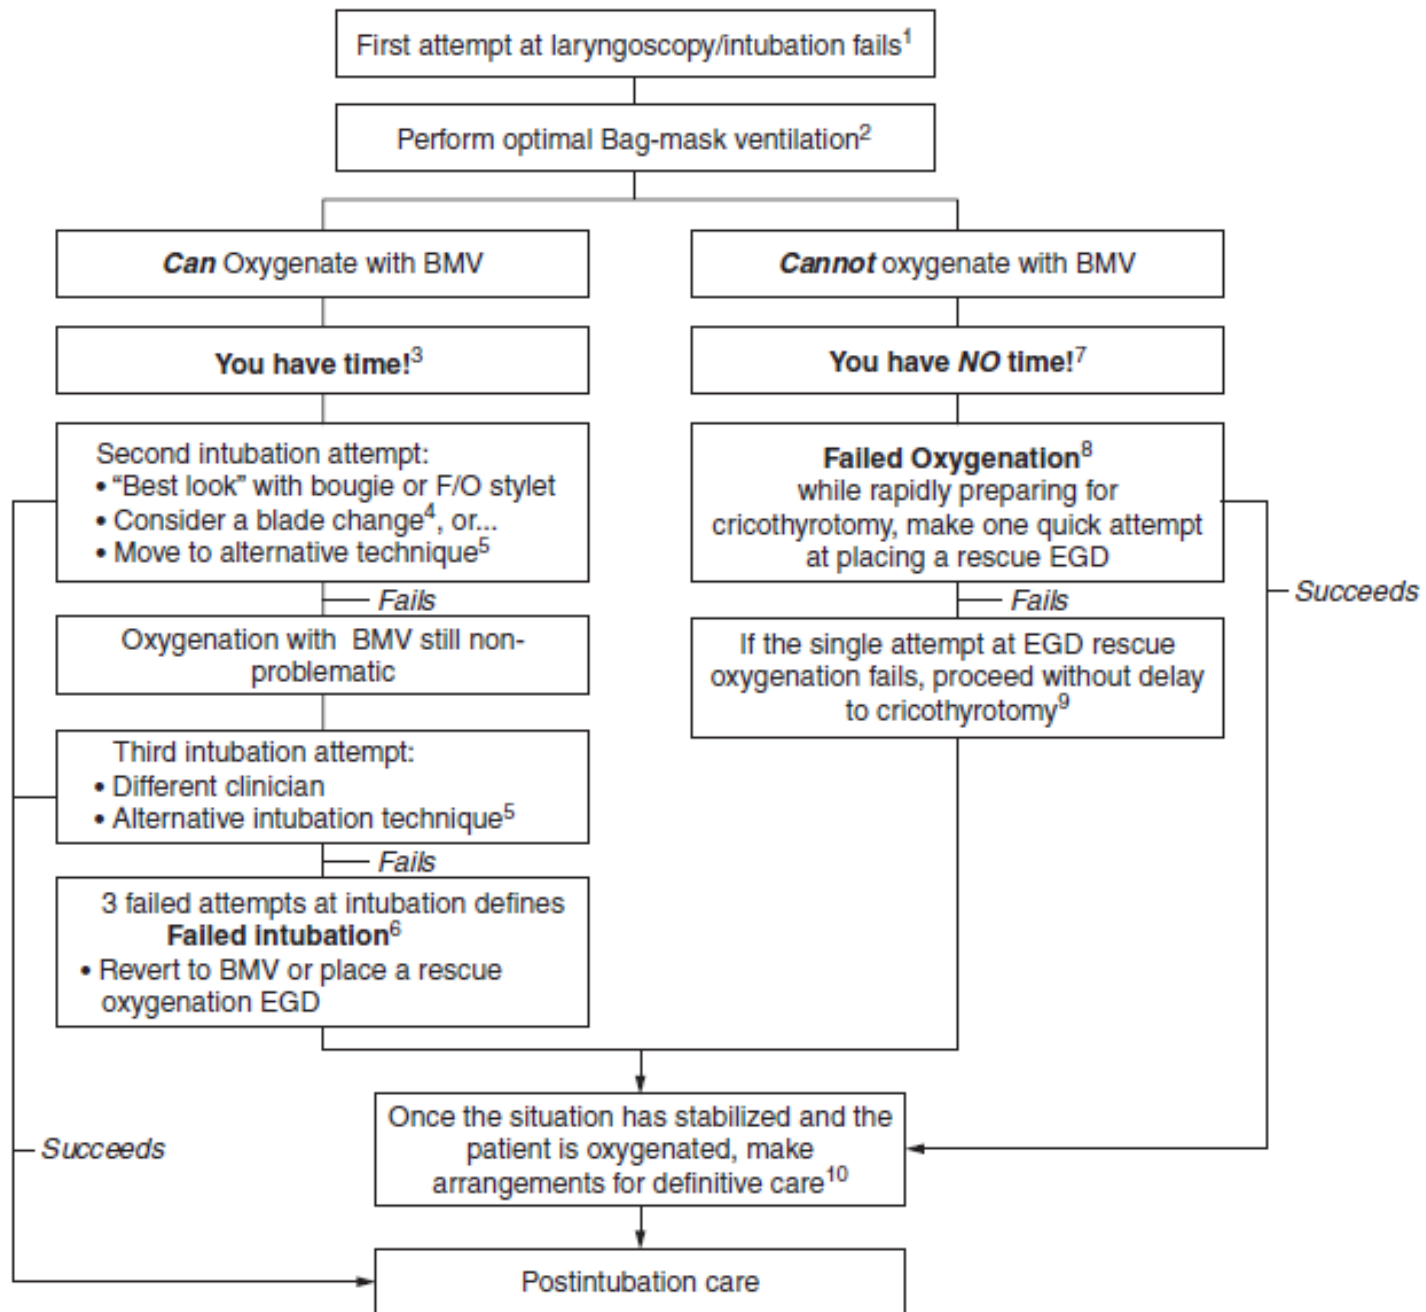 First attempt at laryngoscopy/intubation fails1
Perform optimal Bag-mask ventilation2
Can Oxygenate with BMV
You have time!3
Second intubation attempt:
• “Best look” with bougie or F/O stylet
• Consider a blade change4, or...
• Move to alternative technique5
Fails
Oxygenation with BMV still non-
problematic
Third intubation attempt:
• Different clinician
• Alternative intubation technique5
Fails
3 failed attempts at intubation defines
Failed intubation6
• Revert to BMV or place a rescue
oxygenation EGD
Succeeds
Cannot oxygenate with BMV
You have NO time!7
Failed Oxygenation8
while rapidly preparing for
cricothyrotomy, make one quick attempt
at placing a rescue EGD
Fails
Succeeds
If the single attempt at EGD rescue
oxygenation fails, proceed without delay
to cricothyrotomy9
Once the situation has stabilized and the
patient is oxygenated, make
arrangements for definitive care10
Postintubation care